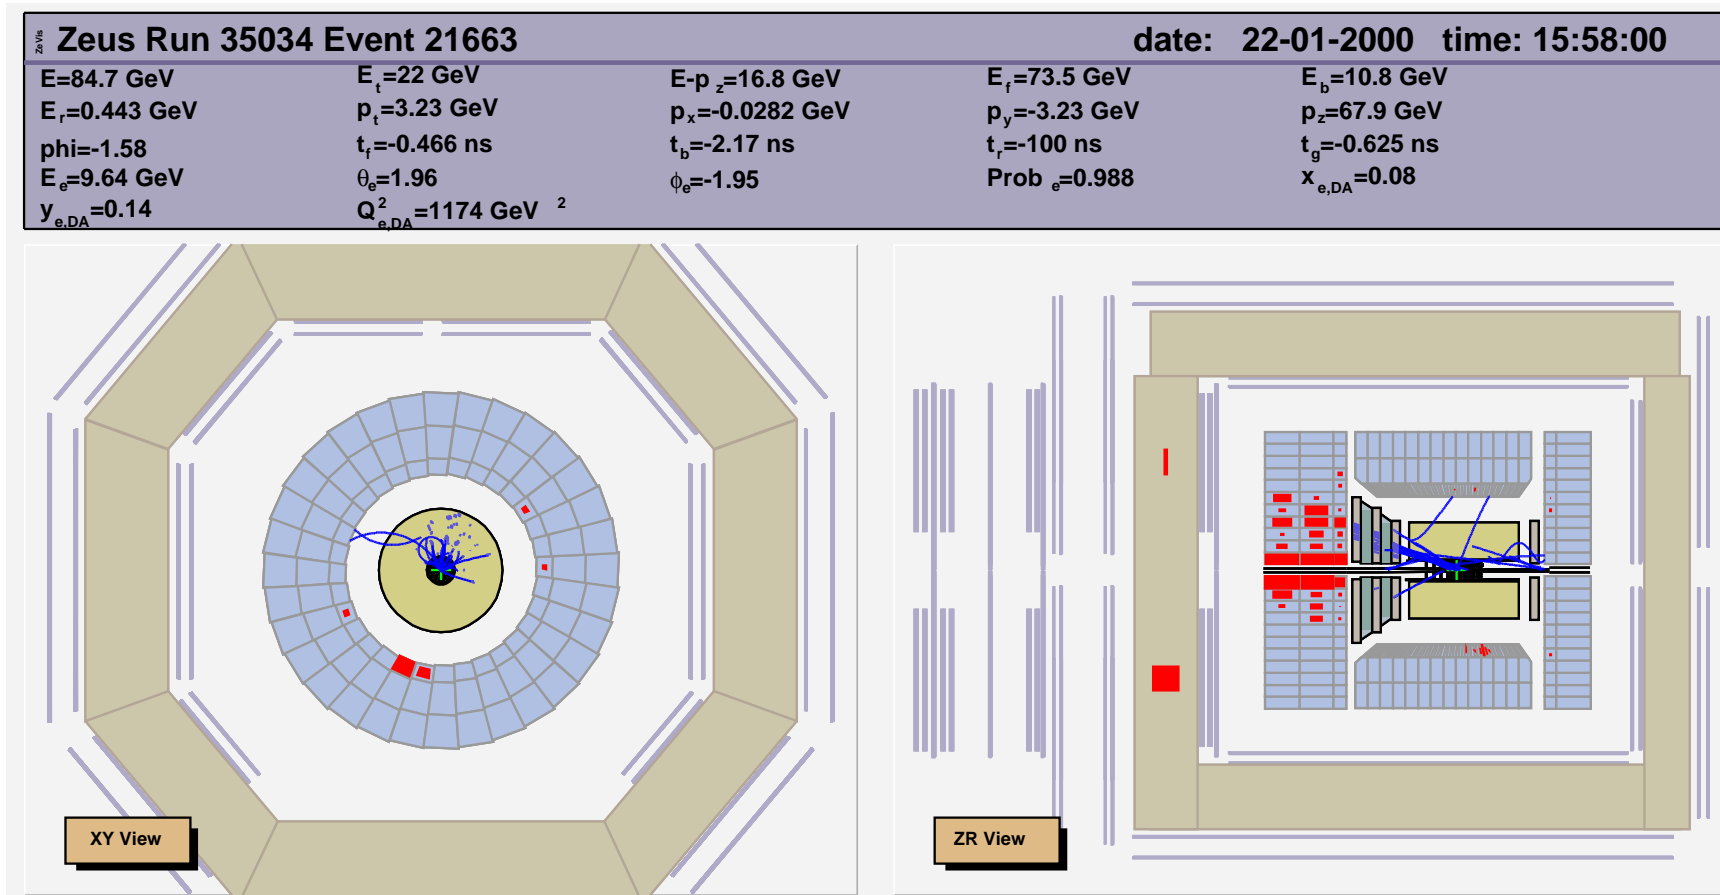 ZeVis Zeus Run 35034 Event 21663 date: 22-01-2000 time: 15:58:00
E=84.7 GeV E_t=22 GeV E-p_z=16.8 GeV E_f=73.5 GeV E_b=10.8 GeV
E_r=0.443 GeV p_t=3.23 GeV p_x=-0.0282 GeV p_y=-3.23 GeV p_z=67.9 GeV
phi=-1.58 t_f=-0.466 ns t_b=-2.17 ns t_r=-100 ns t_g=-0.625 ns
E_e=9.64 GeV θ_e=1.96 ϕ_e=-1.95 Prob_e=0.988 x_e,DA=0.08
y_e,DA=0.14 Q²_e,DA=1174 GeV ²
XY View ZR View